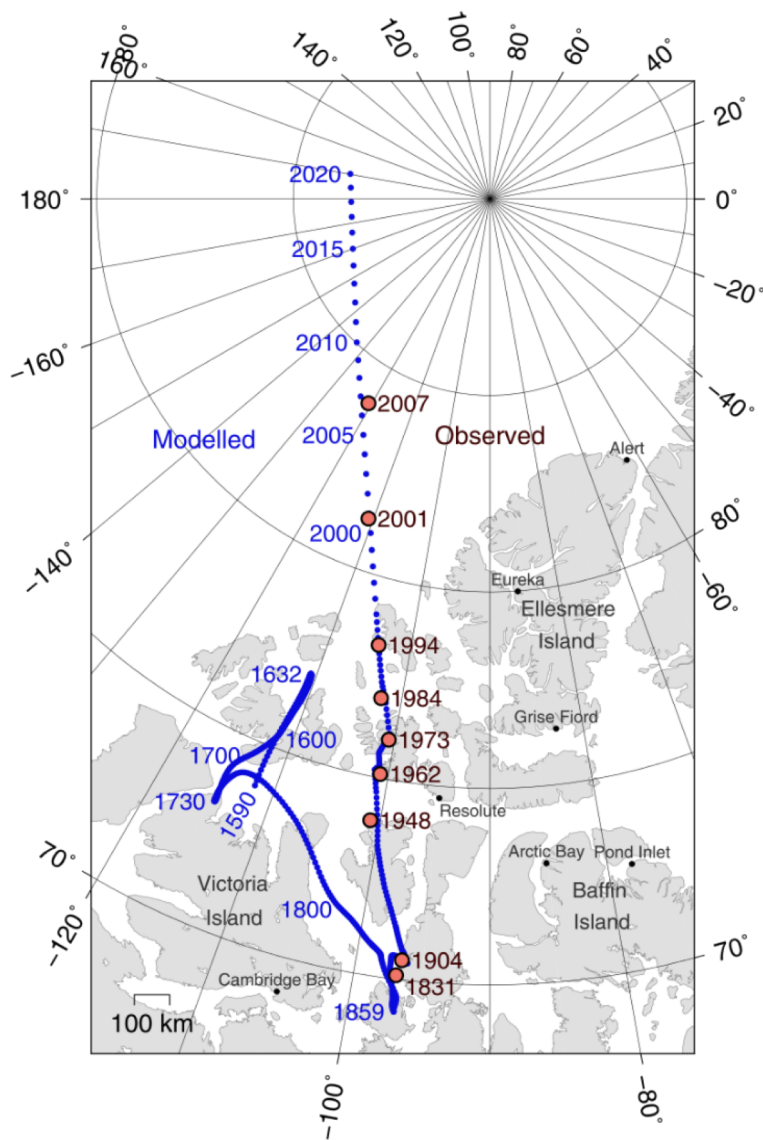 180°
160°
140°
120°
100°
80°
60°
40°
20°
180°
0°
−20°
−160°
−40°
−140°
80°
−60°
70°
−120°
70°
−100°
−80°
2020
2015
2010
2007
Modelled
2005
Observed
Alert
2001
2000
Eureka
Ellesmere
Island
1994
1632
1984
Grise Fiord
1600
1973
1700
1962
1730
1590
Resolute
1948
Arctic Bay
Pond Inlet
Victoria
Island
Baffin
Island
1800
1904
Cambridge Bay
1831
1859
100 km